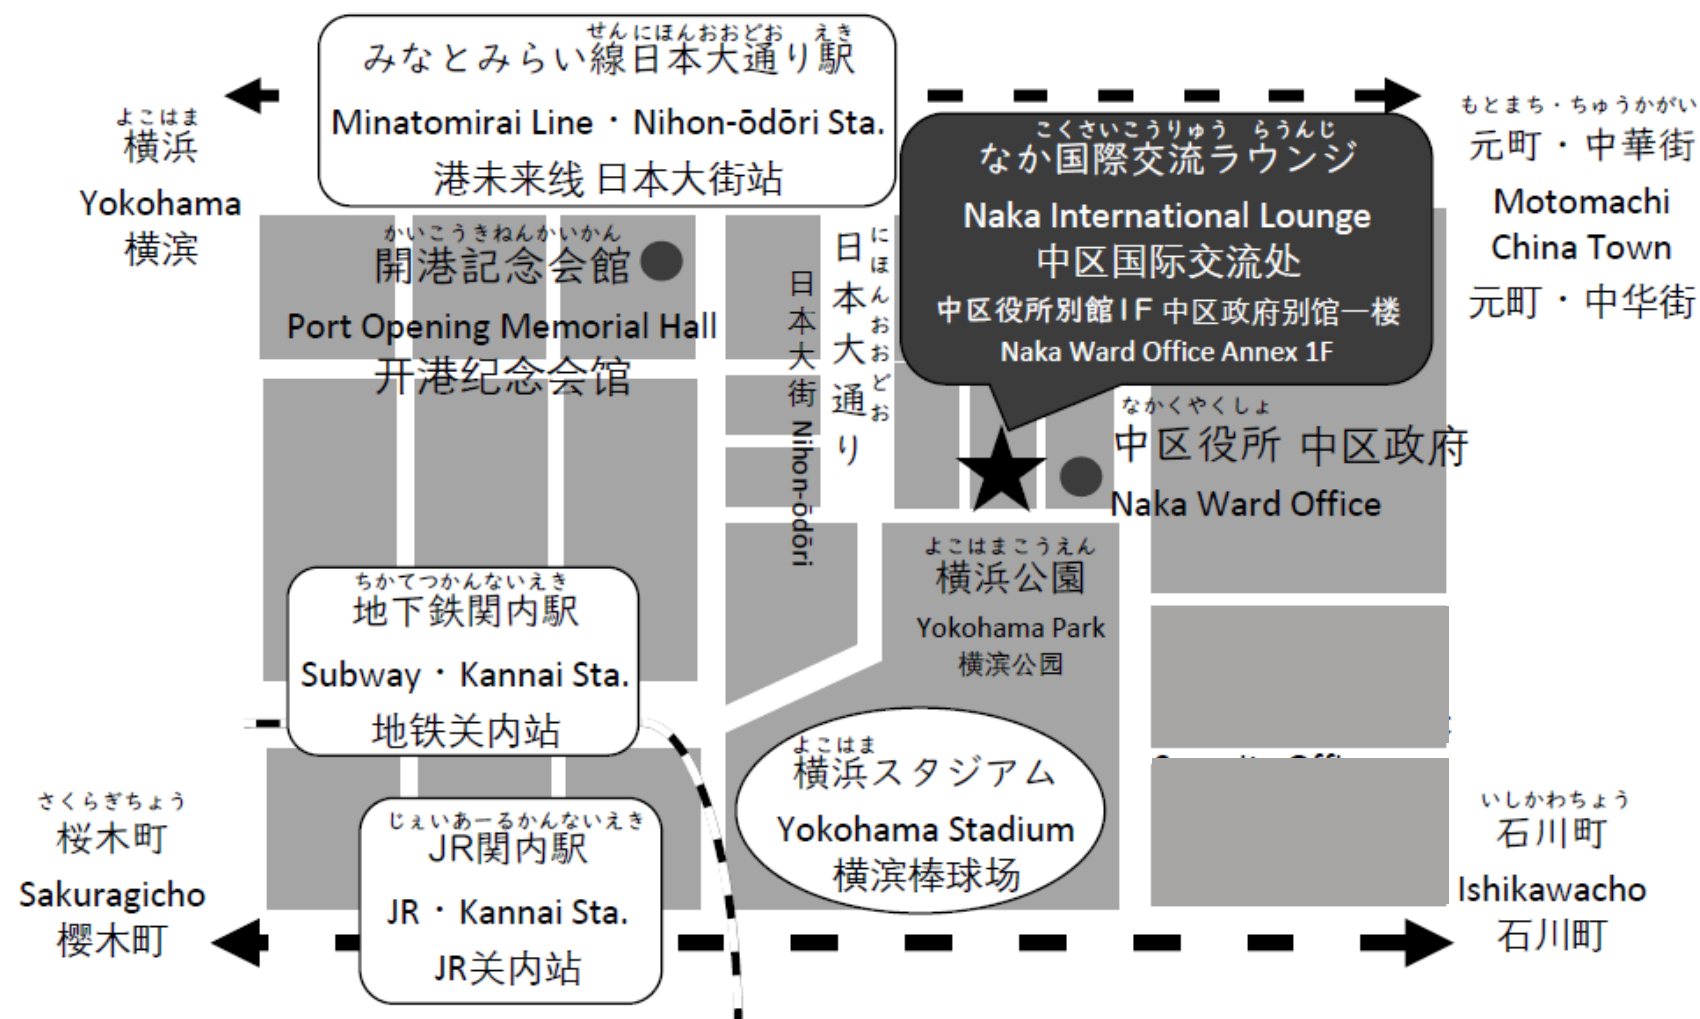 せんにほんおおどお えき
みなとみらい線日本大通り駅
Minatomirai Line・Nihon-ōdōri Sta.
港未来线 日本大街站
よこはま
横浜
Yokohama
横滨
もとまち・ちゅうかがい
元町・中華街
Motomachi
China Town
元町・中华街
こくさいこうりゅう らうんじ
なか国際交流ラウンジ
Naka International Lounge
中区国际交流处
中区役所別館1F 中区政府别馆一楼
Naka Ward Office Annex 1F
かいこうきねんかいかん
開港記念会館
Port Opening Memorial Hall
开港纪念会馆
にほんおおどお
日本大通り
日本大街 Nihon-ōdōri
なかくやくしょ
中区役所 中区政府
Naka Ward Office
よこはまこうえん
横浜公園
Yokohama Park
横滨公园
ちかてつかんないえき
地下鉄関内駅
Subway・Kannai Sta.
地铁关内站
よこはま
横浜スタジアム
Yokohama Stadium
横滨棒球场
さくらぎちょう
桜木町
Sakuragicho
樱木町
じぇいあーるかんないえき
JR関内駅
JR・Kannai Sta.
JR关内站
いしかわちょう
石川町
Ishikawacho
石川町